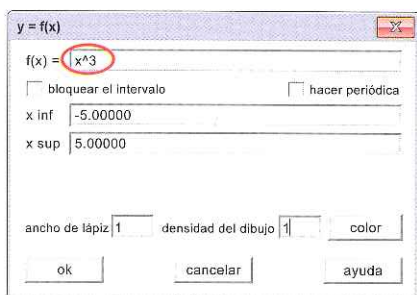 y = f(x)
f(x) = x^3
bloquear el intervalo hacer periódica
x inf -5.00000
x sup 5.00000
ancho de lápiz 1 densidad del dibujo 1 color
ok cancelar ayuda